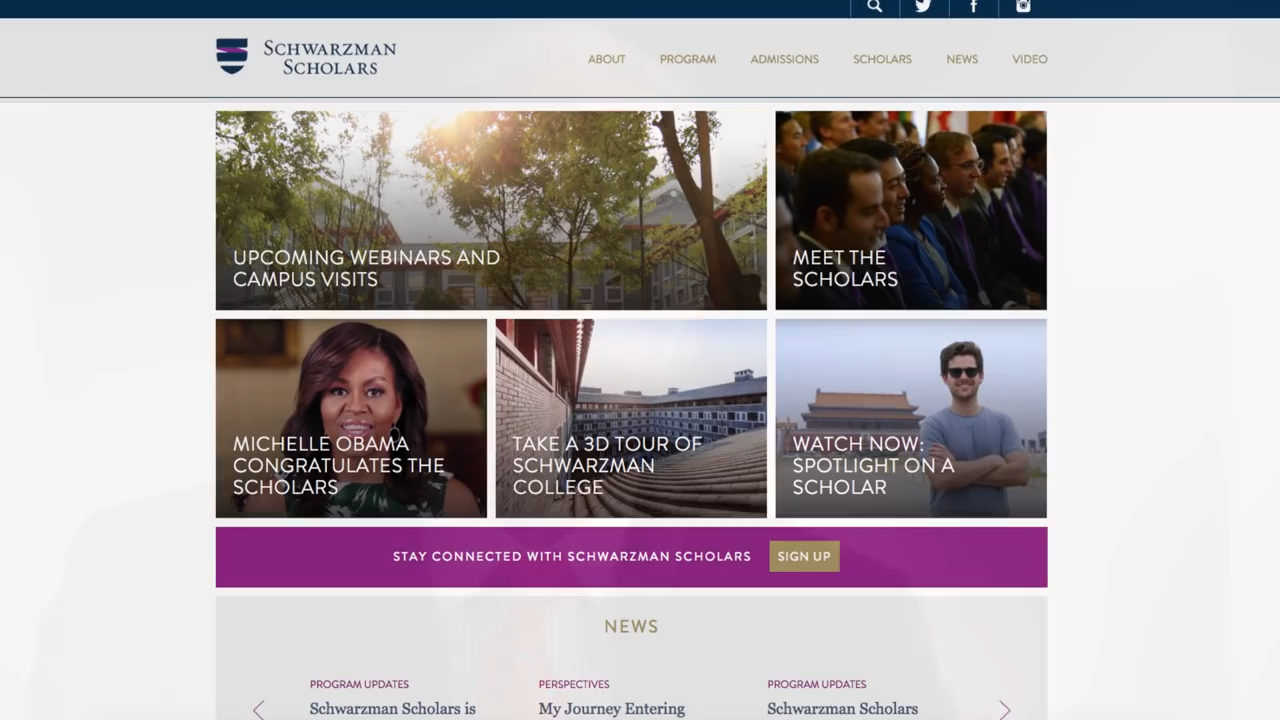 SCHWARZMAN
SCHOLARS
ABOUT PROGRAM ADMISSIONS SCHOLARS NEWS VIDEO
UPCOMING WEBINARS AND
CAMPUS VISITS
MEET THE
SCHOLARS
MICHELLE OBAMA
CONGRATULATES THE
SCHOLARS
TAKE A 3D TOUR OF
SCHWARZMAN
COLLEGE
WATCH NOW:
SPOTLIGHT ON A
SCHOLAR
STAY CONNECTED WITH SCHWARZMAN SCHOLARS SIGN UP
NEWS
PROGRAM UPDATES
Schwarzman Scholars is
PERSPECTIVES
My Journey Entering
PROGRAM UPDATES
Schwarzman Scholars